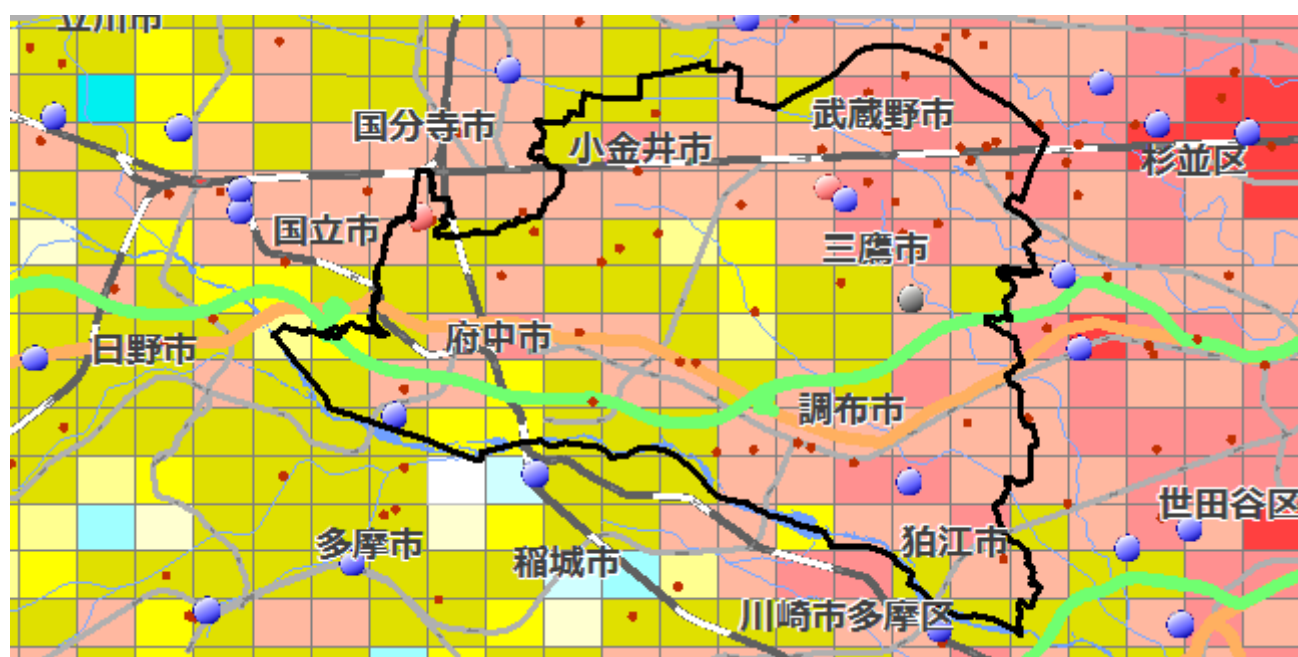 立川市
国分寺市
小金井市
武蔵野市
杉並区
国立市
三鷹市
日野市
府中市
調布市
世田谷区
多摩市
稲城市
狛江市
川崎市多摩区